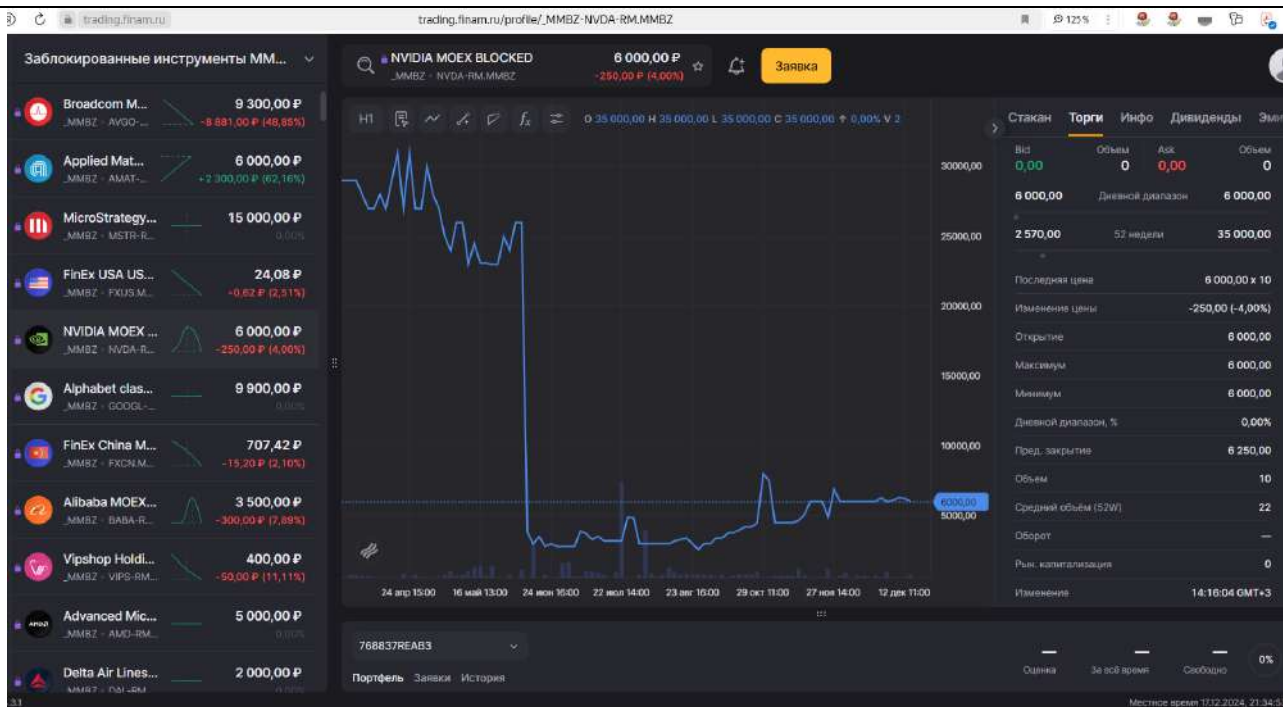 trading.finam.ru
trading.finam.ru/profile/_MMBZ-NVDA-RM.MMBZ
125 %
Заблокированные инструменты ММ...
Broadcom M...
9 300,00 ₽
_MMBZ - AVGO-...
-8 881,00 ₽ (48,85%)
Applied Mat...
6 000,00 ₽
_MMBZ - AMAT-...
+2 300,00 ₽ (62,16%)
MicroStrategy...
15 000,00 ₽
_MMBZ - MSTR-R...
0,00%
FinEx USA US...
24,08 ₽
_MMBZ - FXUS.M...
-0,62 ₽ (2,51%)
NVIDIA MOEX ...
6 000,00 ₽
_MMBZ - NVDA-R...
-250,00 ₽ (4,00%)
Alphabet clas...
9 900,00 ₽
_MMBZ - GOOGL-...
0,00%
FinEx China M...
707,42 ₽
_MMBZ - FXCN.M...
-15,20 ₽ (2,10%)
Alibaba MOEX...
3 500,00 ₽
_MMBZ - BABA-R...
-300,00 ₽ (7,89%)
Vipshop Holdi...
400,00 ₽
_MMBZ - VIPS-RM...
-50,00 ₽ (11,11%)
Advanced Mic...
5 000,00 ₽
_MMBZ - AMD-RM...
0,00%
Delta Air Lines...
2 000,00 ₽
_MMBZ - DAL-RM
NVIDIA MOEX BLOCKED
6 000,00 ₽
_MMBZ - NVDA-RM.MMBZ
-250,00 ₽ (4,00%)
Заявка
H1
O 35 000,00 H 35 000,00 L 35 000,00 C 35 000,00 0,00% V 2
30000,00
25000,00
20000,00
15000,00
10000,00
6000,00
5000,00
24 апр 15:00 16 май 13:00 24 июн 16:00 22 июл 14:00 23 авг 16:00 29 окт 11:00 27 ноя 14:00 12 дек 11:00
768837REAB3
Портфель Заявки История
Стакан Торги Инфо Дивиденды
Bid Объем Ask Объем
0,00 0 0,00 0
6 000,00 Дневной диапазон 6 000,00
2 570,00 52 недели 35 000,00
Последняя цена 6 000,00 x 10
Изменение цены -250,00 (-4,00%)
Открытие 6 000,00
Максимум 6 000,00
Минимум 6 000,00
Дневной диапазон, % 0,00%
Пред. закрытие 6 250,00
Объем 10
Средний объём (52W) 22
Оборот —
Рын. капитализация 0
Изменение 14:16:04 GMT+3
— — — 0%
Оценка За всё время Свободно
Местное время 17.12.2024, 21:34:5